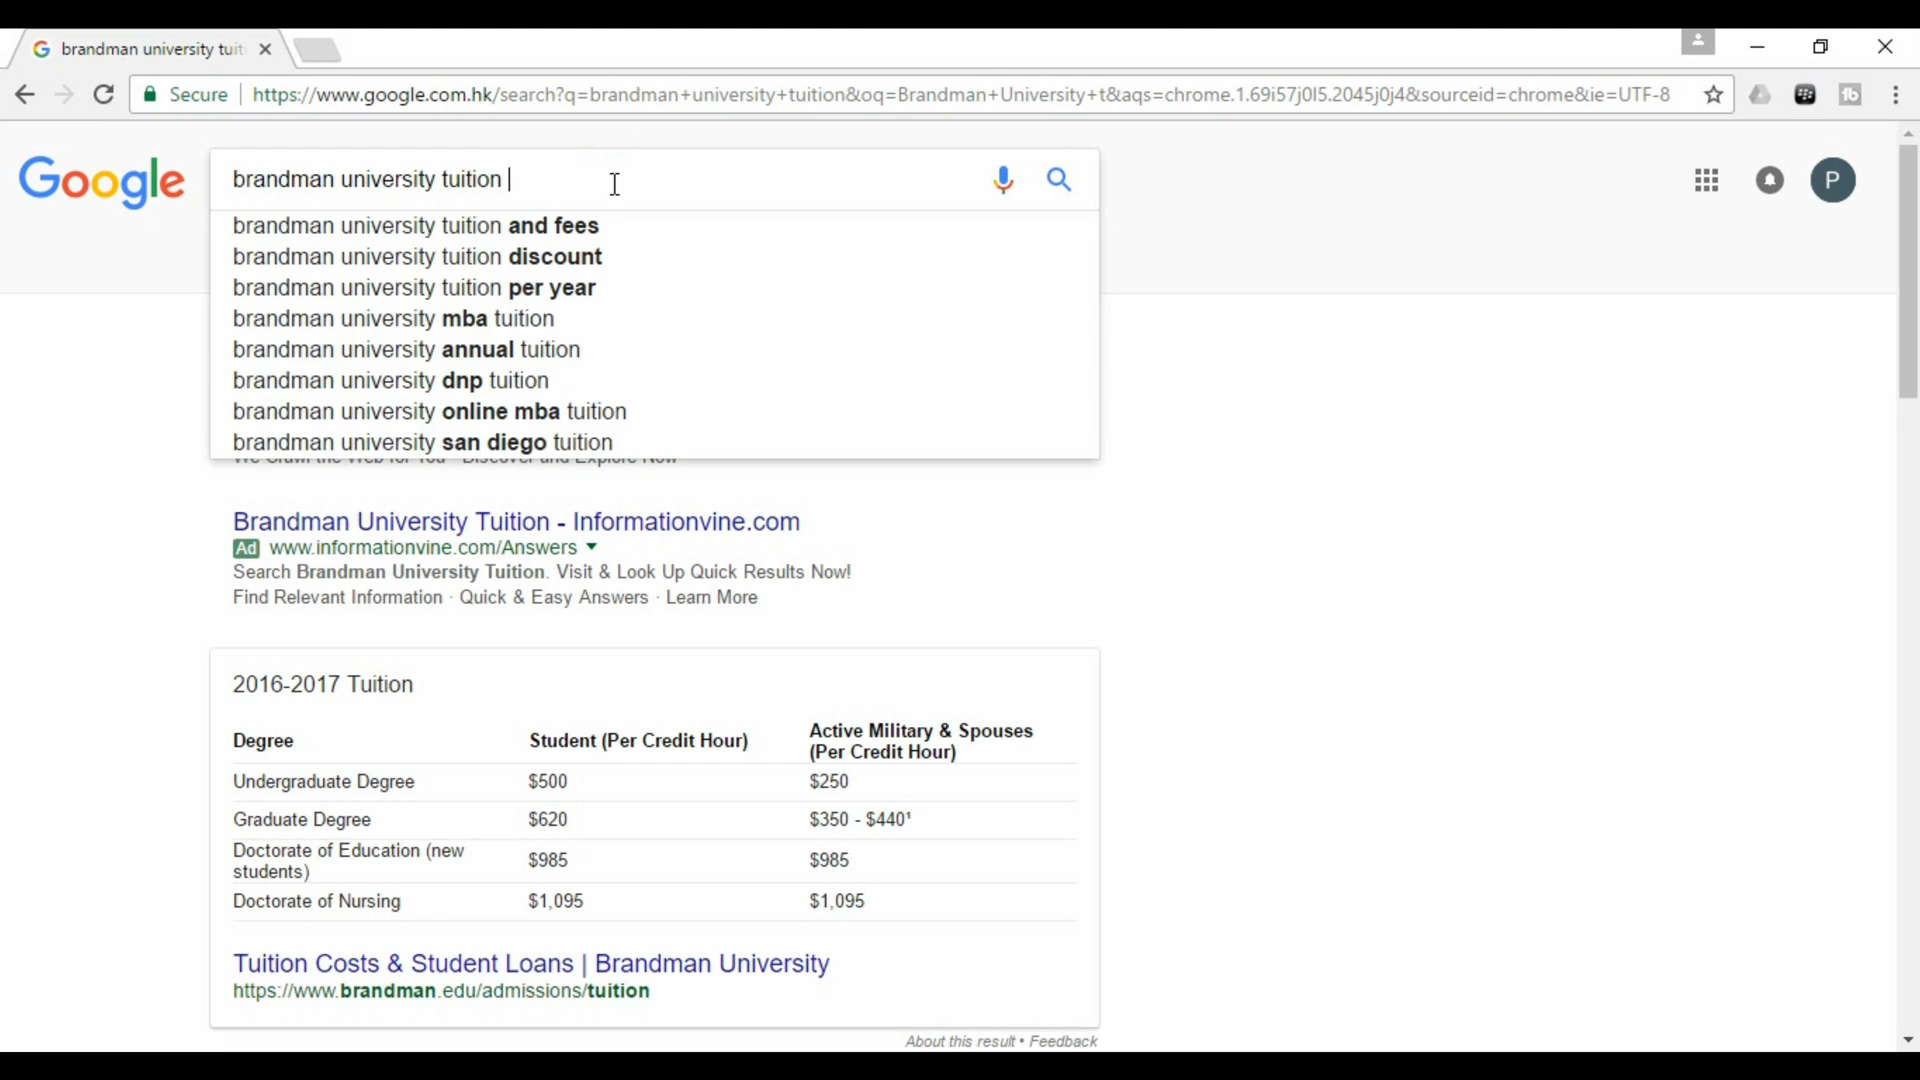 brandman university tuit
Secure https://www.google.com.hk/search?q=brandman+university+tuition&oq=Brandman+University+t&aqs=chrome.1.69i57j0l5.2045j0j4&sourceid=chrome&ie=UTF-8
Google
brandman university tuition
P
brandman university tuition and fees
brandman university tuition discount
brandman university tuition per year
brandman university mba tuition
brandman university annual tuition
brandman university dnp tuition
brandman university online mba tuition
brandman university san diego tuition
We Crawl the Web for You · Discover and Explore Now
Brandman University Tuition - Informationvine.com
Ad www.informationvine.com/Answers
Search Brandman University Tuition. Visit & Look Up Quick Results Now!
Find Relevant Information · Quick & Easy Answers · Learn More
2016-2017 Tuition
Degree Student (Per Credit Hour) Active Military & Spouses (Per Credit Hour)
Undergraduate Degree $500 $250
Graduate Degree $620 $350 - $440¹
Doctorate of Education (new students) $985 $985
Doctorate of Nursing $1,095 $1,095
Tuition Costs & Student Loans | Brandman University
https://www.brandman.edu/admissions/tuition
About this result • Feedback